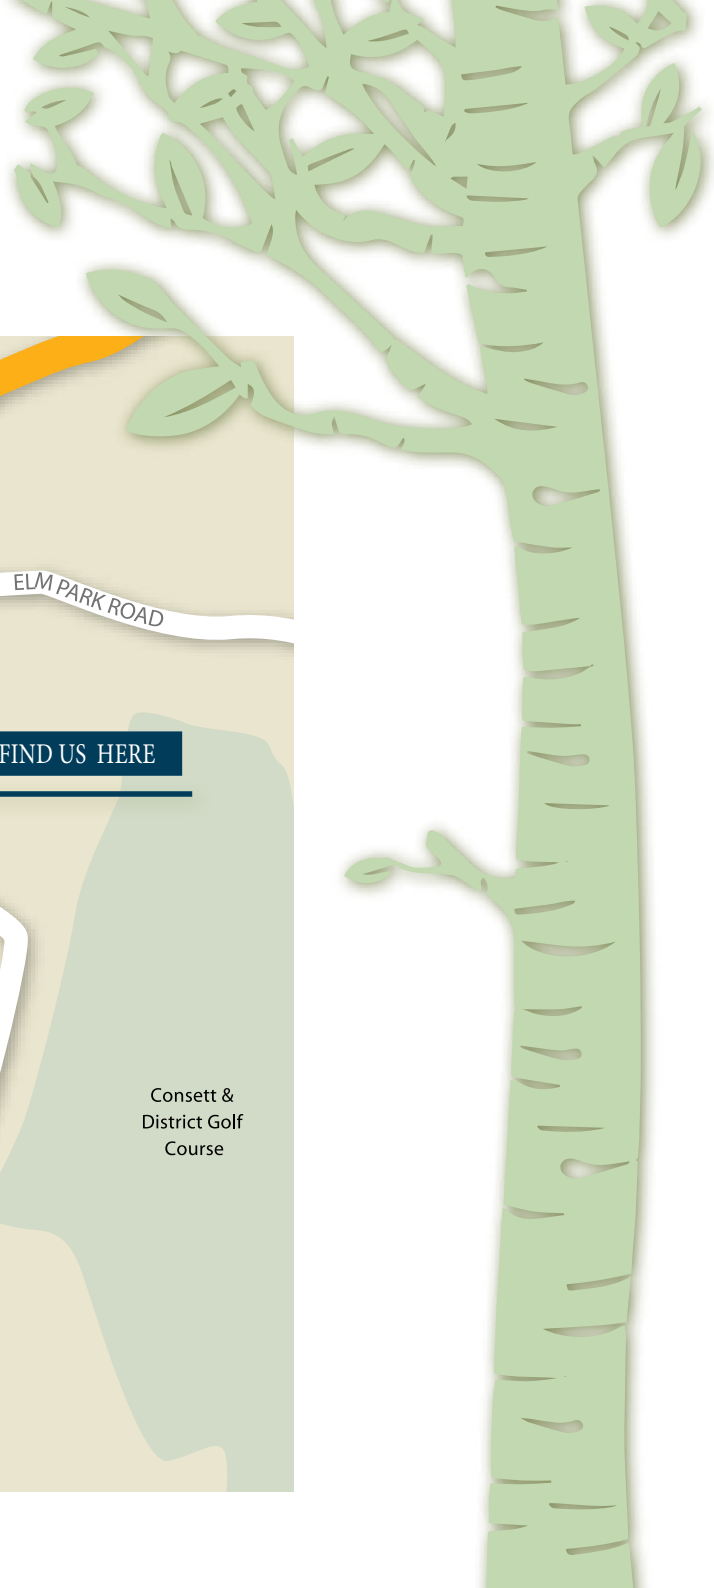 ELM PARK ROAD
FIND US HERE
Consett &
District Golf
Course